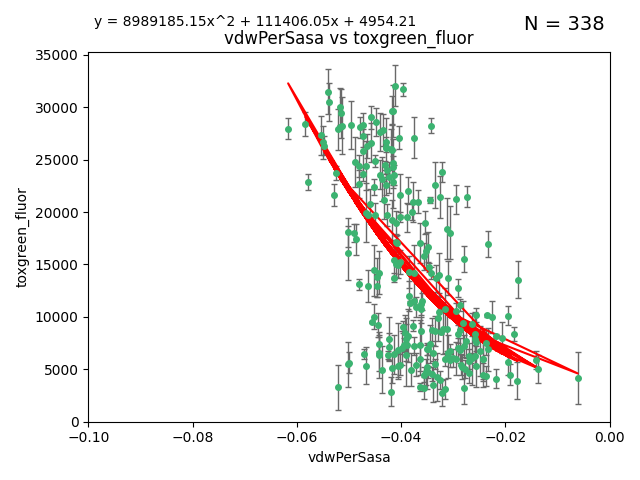 y = 8989185.15x^2 + 111406.05x + 4954.21
N = 338
vdwPerSasa vs toxgreen_fluor
35000
30000
25000
20000
15000
10000
5000
0
toxgreen_fluor
−0.10 −0.08 −0.06 −0.04 −0.02 0.00
vdwPerSasa